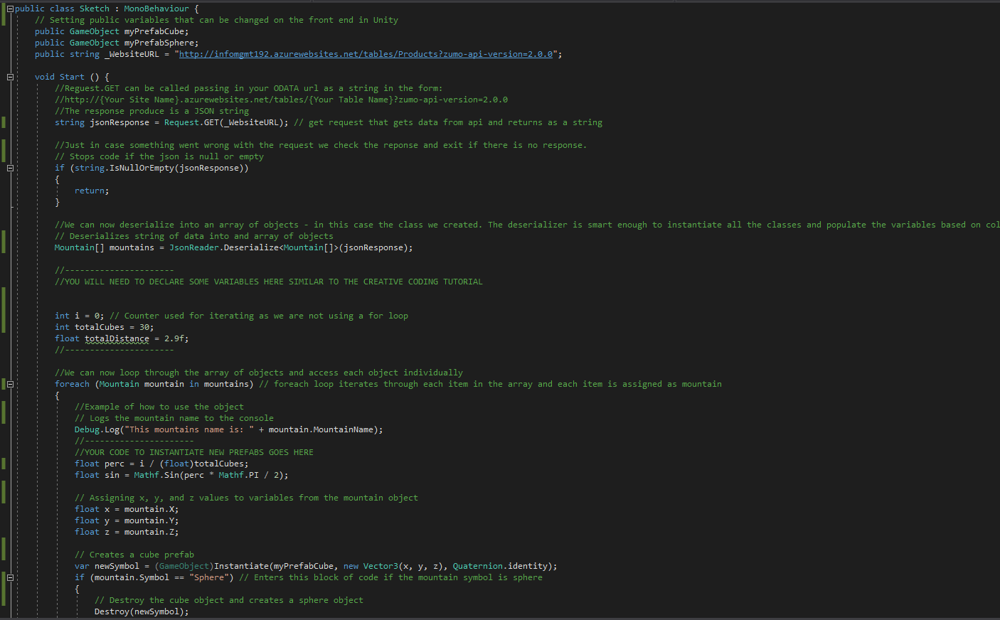 public class Sketch : MonoBehaviour {
// Setting public variables that can be changed on the front end in Unity
public GameObject myPrefabCube;
public GameObject myPrefabSphere;
public string _WebsiteURL = "http://infomgmt192.azurewebsites.net/tables/Products?zumo-api-version=2.0.0";
void Start () {
//Reguest.GET can be called passing in your ODATA url as a string in the form:
//http://{Your Site Name}.azurewebsites.net/tables/{Your Table Name}?zumo-api-version=2.0.0
//The response produce is a JSON string
string jsonResponse = Request.GET(_WebsiteURL); // get request that gets data from api and returns as a string
//Just in case something went wrong with the request we check the reponse and exit if there is no response.
// Stops code if the json is null or empty
if (string.IsNullOrEmpty(jsonResponse))
{
return;
}
//We can now deserialize into an array of objects - in this case the class we created. The deserializer is smart enough to instantiate all the classes and populate the variables based on col
// Deserializes string of data into and array of objects
Mountain[] mountains = JsonReader.Deserialize<Mountain[]>(jsonResponse);
//----------------------
//YOU WILL NEED TO DECLARE SOME VARIABLES HERE SIMILAR TO THE CREATIVE CODING TUTORIAL
int i = 0; // Counter used for iterating as we are not using a for loop
int totalCubes = 30;
float totalDistance = 2.9f;
//----------------------
//We can now loop through the array of objects and access each object individually
foreach (Mountain mountain in mountains) // foreach loop iterates through each item in the array and each item is assigned as mountain
{
//Example of how to use the object
// Logs the mountain name to the console
Debug.Log("This mountains name is: " + mountain.MountainName);
//----------------------
//YOUR CODE TO INSTANTIATE NEW PREFABS GOES HERE
float perc = i / (float)totalCubes;
float sin = Mathf.Sin(perc * Mathf.PI / 2);
// Assigning x, y, and z values to variables from the mountain object
float x = mountain.X;
float y = mountain.Y;
float z = mountain.Z;
// Creates a cube prefab
var newSymbol = (GameObject)Instantiate(myPrefabCube, new Vector3(x, y, z), Quaternion.identity);
if (mountain.Symbol == "Sphere") // Enters this block of code if the mountain symbol is sphere
{
// Destroy the cube object and creates a sphere object
Destroy(newSymbol);